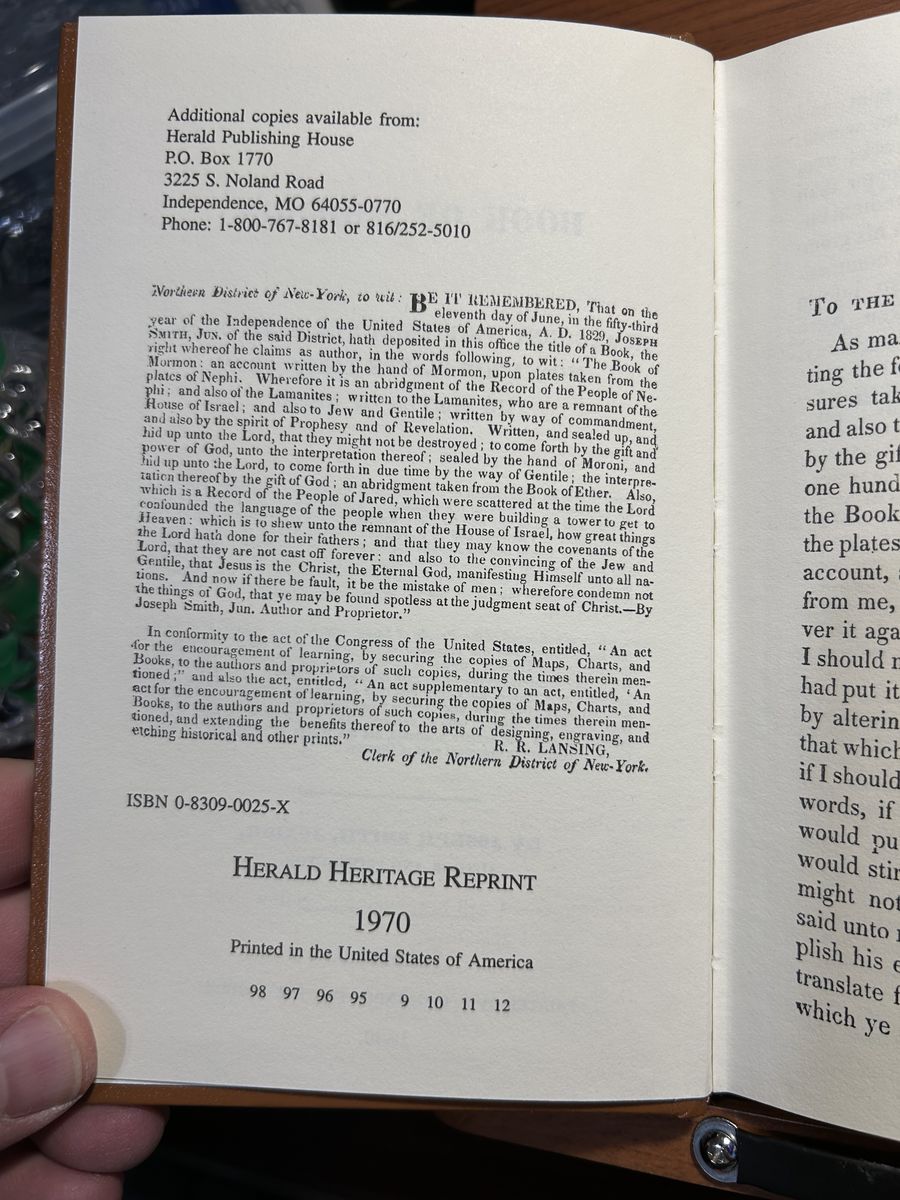 Additional copies available from:
Herald Publishing House
P.O. Box 1770
3225 S. Noland Road
Independence, MO 64055-0770
Phone: 1-800-767-8181 or 816/252-5010
Northern District of New-York, to wit: BE IT REMEMBERED, That on the
eleventh day of June, in the fifty-third
year of the Independence of the United States of America, A. D. 1829, JOSEPH
SMITH, JUN. of the said District, hath deposited in this office the title of a Book, the
right whereof he claims as author, in the words following, to wit: "The Book of
Mormon: an account written by the hand of Mormon, upon plates taken from the
plates of Nephi. Wherefore it is an abridgment of the Record of the People of Ne-
phi; and also of the Lamanites; written to the Lamanites, who are a remnant of the
House of Israel; and also to Jew and Gentile; written by way of commandment,
and also by the spirit of Prophesy and of Revelation. Written, and sealed up, and
hid up unto the Lord, that they might not be destroyed; to come forth by the gift and
power of God, unto the interpretation thereof; sealed by the hand of Moroni, and
hid up unto the Lord, to come forth in due time by the way of Gentile; the interpre-
tation thereof by the gift of God; an abridgment taken from the Book of Ether. Also,
which is a Record of the People of Jared, which were scattered at the time the Lord
confounded the language of the people when they were building a tower to get to
Heaven: which is to shew unto the remnant of the House of Israel, how great things
the Lord hath done for their fathers; and that they may know the covenants of the
Lord, that they are not cast off forever: and also to the convincing of the Jew and
Gentile, that Jesus is the Christ, the Eternal God, manifesting Himself unto all na-
tions. And now if there be fault, it be the mistake of men; wherefore condemn not
the things of God, that ye may be found spotless at the judgment seat of Christ.—By
Joseph Smith, Jun. Author and Proprietor."
In conformity to the act of the Congress of the United States, entitled, "An act
for the encouragement of learning, by securing the copies of Maps, Charts, and
Books, to the authors and proprietors of such copies, during the times therein men-
tioned;" and also the act, entitled, "An act supplementary to an act, entitled, 'An
act for the encouragement of learning, by securing the copies of Maps, Charts, and
Books, to the authors and proprietors of such copies, during the times therein men-
tioned, and extending the benefits thereof to the arts of designing, engraving, and
etching historical and other prints." R. R. LANSING,
Clerk of the Northern District of New-York.
ISBN 0-8309-0025-X
HERALD HERITAGE REPRINT
1970
Printed in the United States of America
98 97 96 95 9 10 11 12
TO THE
As ma
ting the f
sures tak
and also t
by the gif
one hund
the Book
the plates
account,
from me,
ver it aga
I should
had put it
by alterin
that which
if I should
words, if
would pu
would stir
might not
said unto
plish his
translate f
which ye